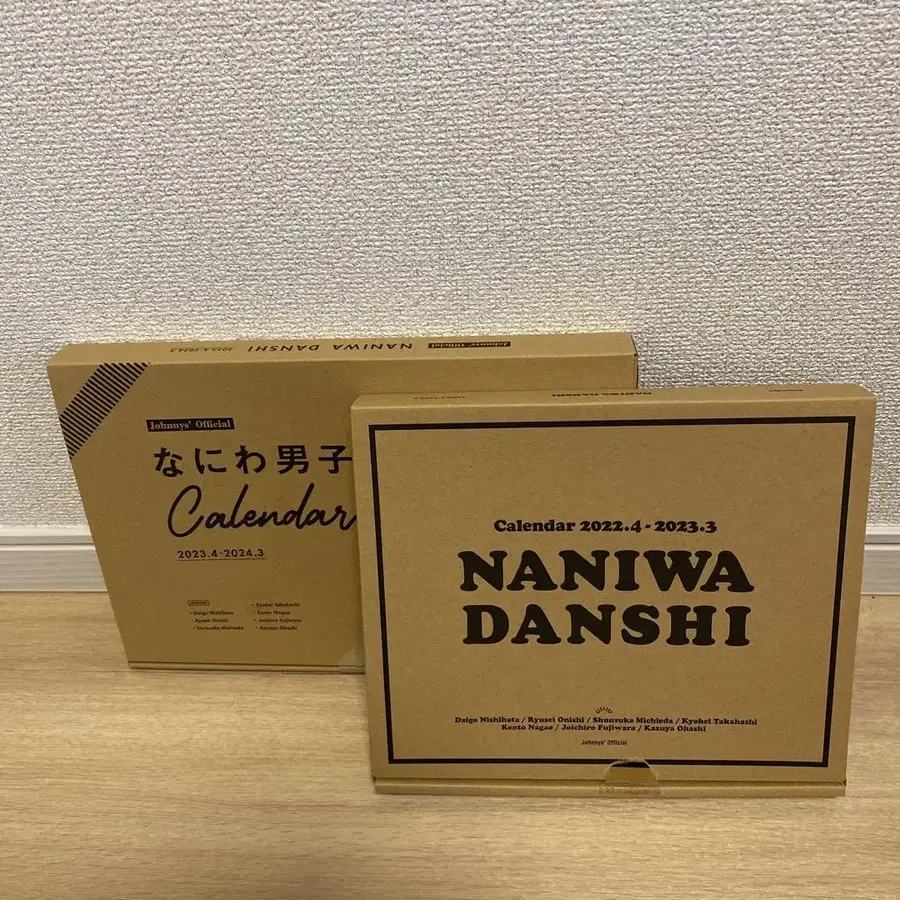 Johnnys' Official
NANIWA DANSHI
2023.4-2024.3
Johnnys' Official
なにわ男子
Calendar
2023.4-2024.3
・Daigo Nishihata
・Ryusei Onishi
・Shunsuke Michieda
・Kyohei Takahashi
・Kento Nagao
・Joichiro Fujiwara
・Kazuya Ohashi
NANIWA DANSHI
Calendar 2022.4-2023.3
NANIWA
DANSHI
Daigo Nishihata / Ryusei Onishi / Shunsuke Michieda / Kyohei Takahashi
Kento Nagao / Joichiro Fujiwara / Kazuya Ohashi
Johnnys' Official